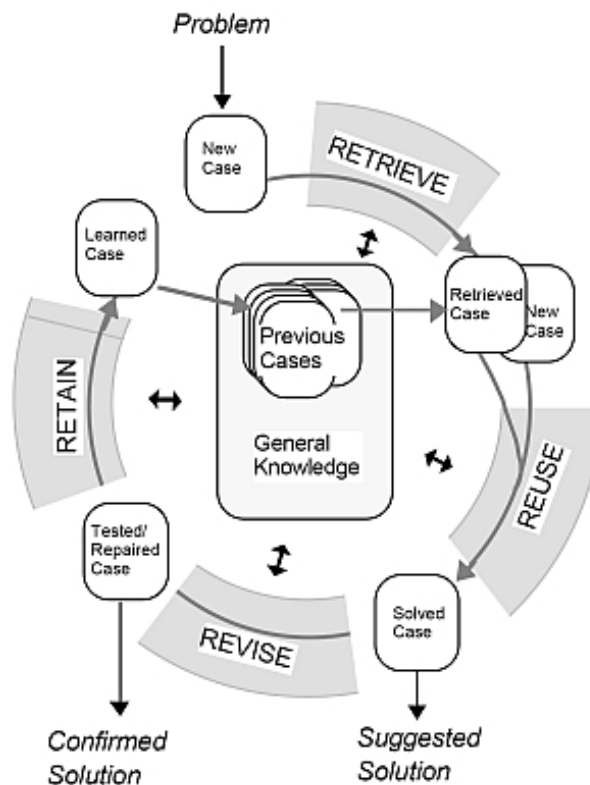 Problem
New
Case
RETRIEVE
Learned
Case
Retrieved
Case
New
Case
Previous
Cases
General
Knowledge
RETAIN
REUSE
Tested/
Repaired
Case
REVISE
Solved
Case
Confirmed
Solution
Suggested
Solution